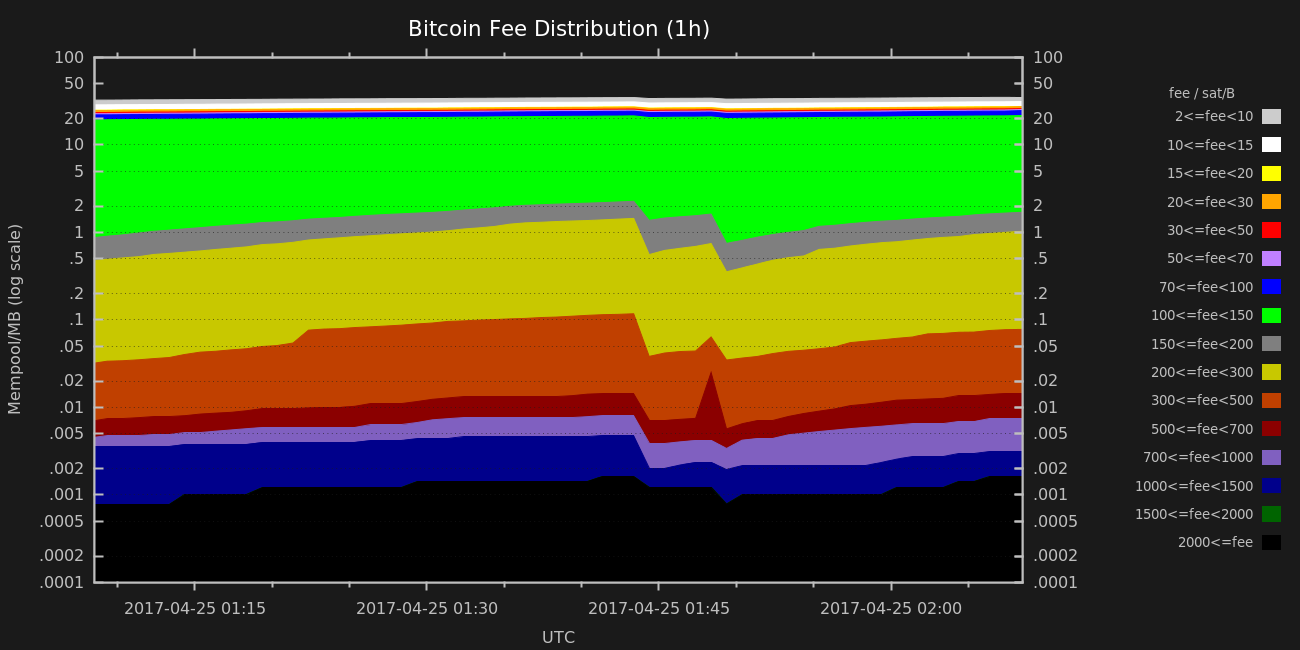 Bitcoin Fee Distribution (1h)
Mempool/MB (log scale)
100
50
20
10
5
2
1
.5
.2
.1
.05
.02
.01
.005
.002
.001
.0005
.0002
.0001
100
50
20
10
5
2
1
.5
.2
.1
.05
.02
.01
.005
.002
.001
.0005
.0002
.0001
2017-04-25 01:15 2017-04-25 01:30 2017-04-25 01:45 2017-04-25 02:00
UTC
fee / sat/B
2<=fee<10
10<=fee<15
15<=fee<20
20<=fee<30
30<=fee<50
50<=fee<70
70<=fee<100
100<=fee<150
150<=fee<200
200<=fee<300
300<=fee<500
500<=fee<700
700<=fee<1000
1000<=fee<1500
1500<=fee<2000
2000<=fee